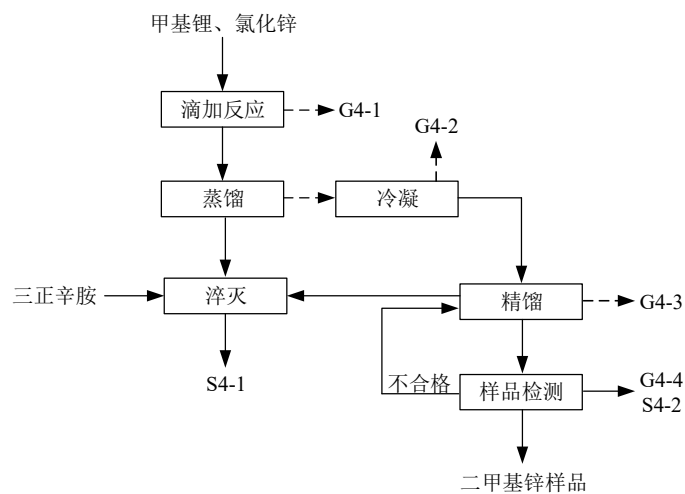 甲基锂、氯化锌
滴加反应
G4-1
G4-2
蒸馏
冷凝
三正辛胺
淬灭
精馏
G4-3
S4-1
不合格
样品检测
G4-4
S4-2
二甲基锌样品